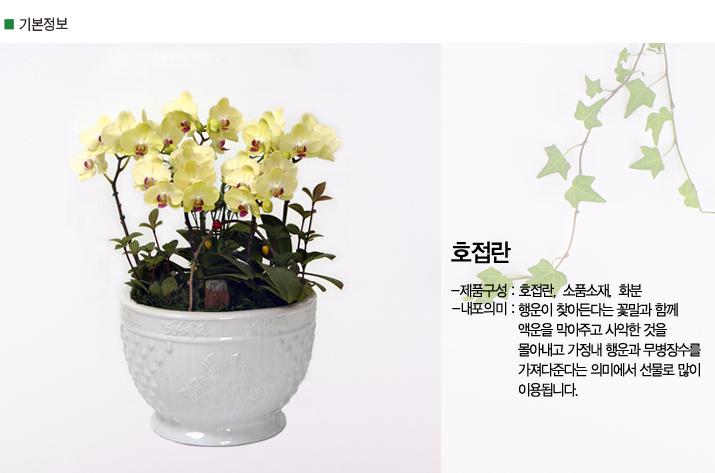 기본정보
호접란
-제품구성 : 호접란, 소품소재, 화분
-내포의미 : 행운이 찾아든다는 꽃말과 함께
액운을 막아주고 사악한 것을
몰아내고 가정내 행운과 무병장수를
가져다준다는 의미에서 선물로 많이
이용됩니다.